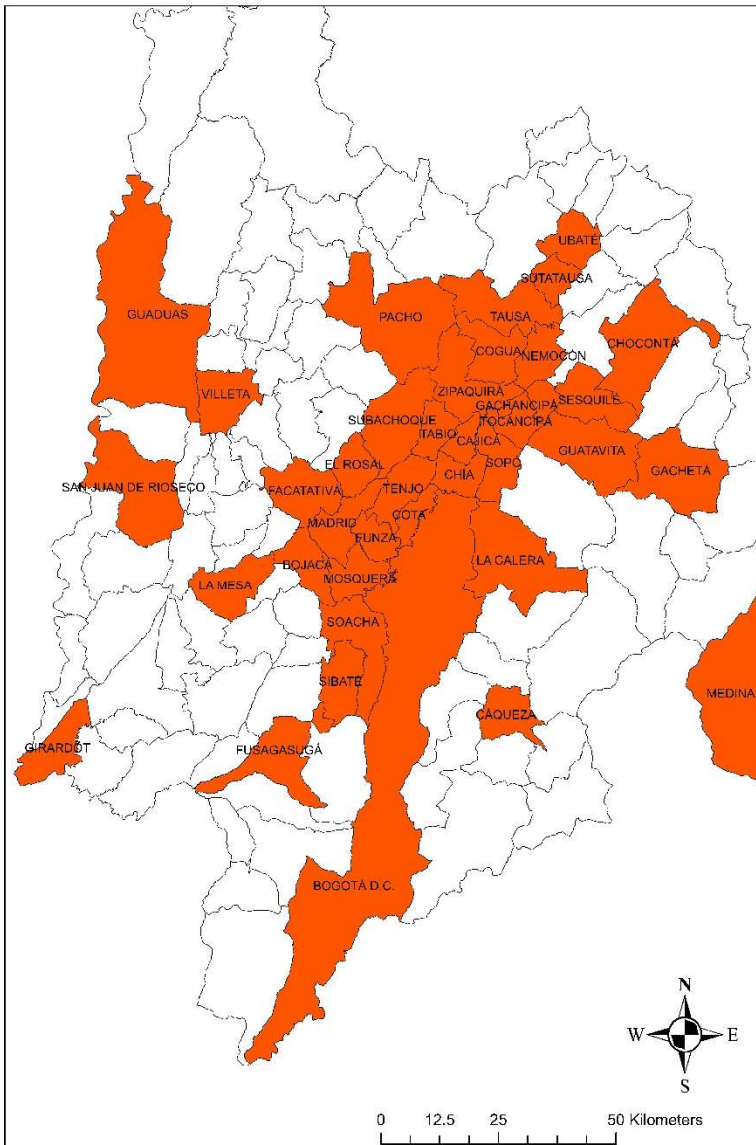 UBATÉ
SUTATAUSA
GUADUAS
PACHO
TAUSA
CHOCONTÁ
COGUA
NEMOCÓN
VILLETA
ZIPAQUIRÁ
GACHANCIPÁ
SESQUILÉ
SUBACHOQUE
TABIO
TOCANCIPÁ
CAJICÁ
GUATAVITA
EL ROSAL
SOPÓ
GACHETÁ
SAN JUAN DE RIOSECO
FACATATIVÁ
TENJO
CHÍA
COTA
MADRID
FUNZA
BOJACÁ
LA CALERA
LA MESA
MOSQUERA
SOACHA
SIBATÉ
MEDINA
CÁQUEZA
GIRARDOT
FUSAGASUGÁ
BOGOTÁ D.C.
N
W E
S
0 12.5 25 50 Kilometers